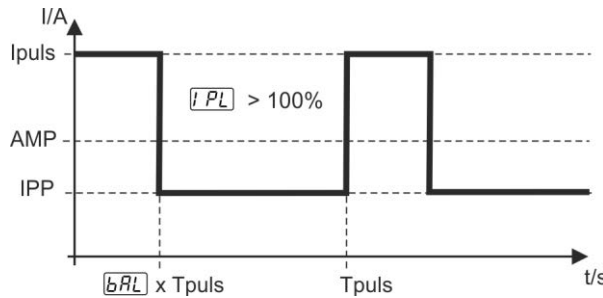 I/A
Ipuls
IPL > 100%
AMP
IPP
bAL x Tpuls
Tpuls
t/s